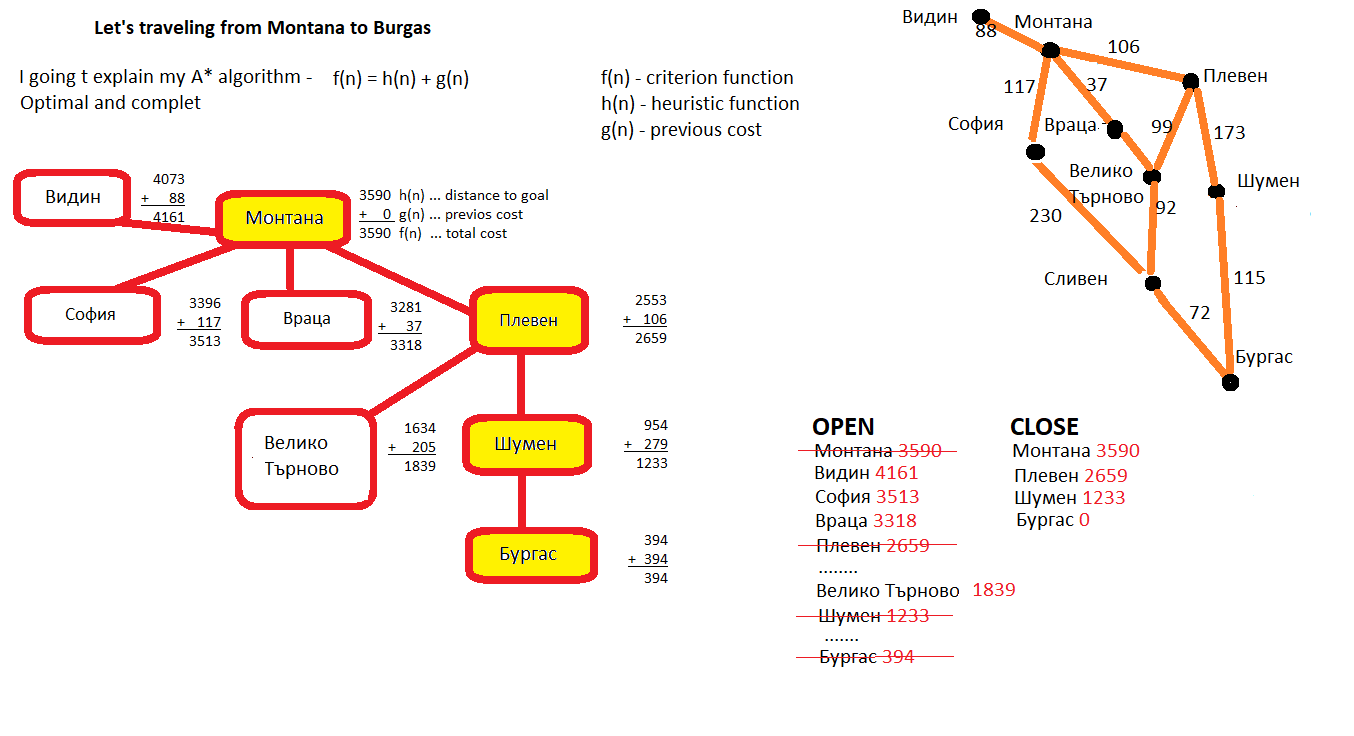 Let's traveling from Montana to Burgas
I going t explain my A* algorithm -
Optimal and complet
f(n) = h(n) + g(n)
f(n) - criterion function
h(n) - heuristic function
g(n) - previous cost
Видин
4073
+ 88
4161
Монтана
3590 h(n) ... distance to goal
+ 0 g(n) ... previos cost
3590 f(n) ... total cost
София
3396
+ 117
3513
Враца
3281
+ 37
3318
Плевен
2553
+ 106
2659
Велико
Търново
1634
+ 205
1839
Шумен
954
+ 279
1233
Бургас
394
+ 394
394
Видин
Монтана
88
106
Плевен
117
37
София
Враца
99
173
Велико
Търново
Шумен
92
230
Сливен
115
72
Бургас
OPEN
Монтана 3590
Видин 4161
София 3513
Враца 3318
Плевен 2659
........
Велико Търново 1839
Шумен 1233
.......
Бургас 394
CLOSE
Монтана 3590
Плевен 2659
Шумен 1233
Бургас 0